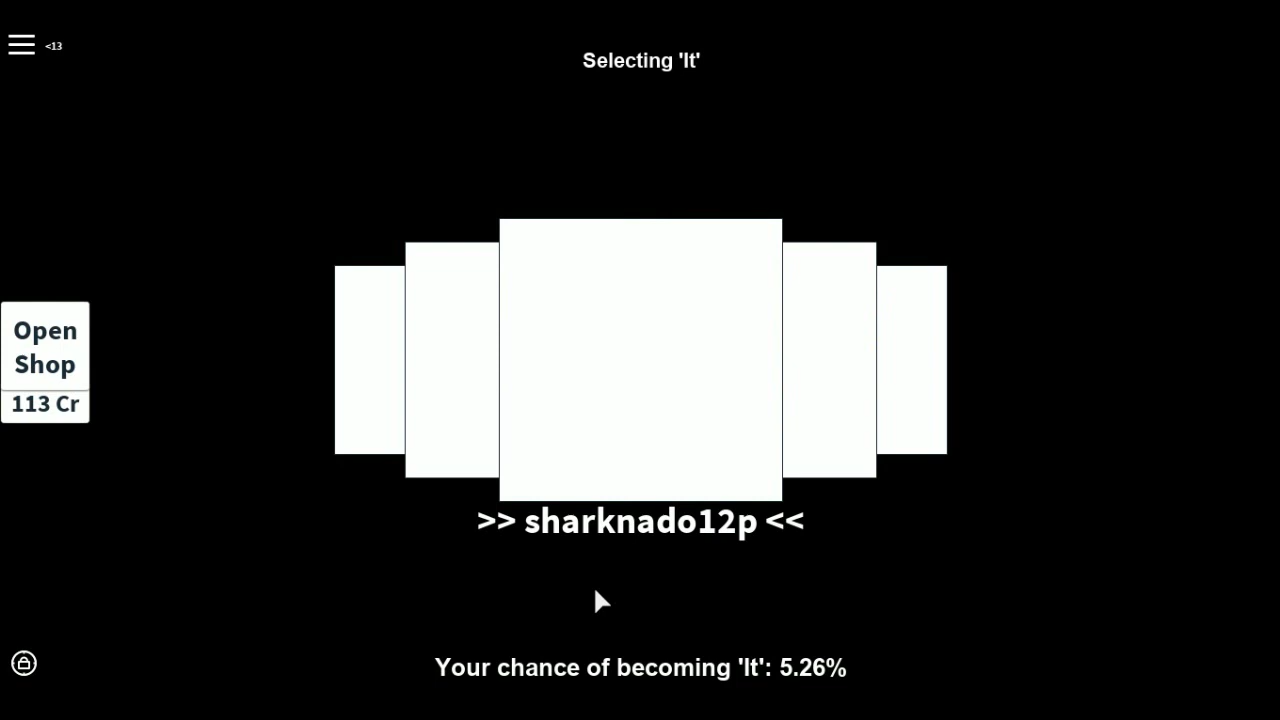 <13
Selecting 'It'
Open
Shop
113 Cr
>> sharknado12p <<
Your chance of becoming 'It': 5.26%